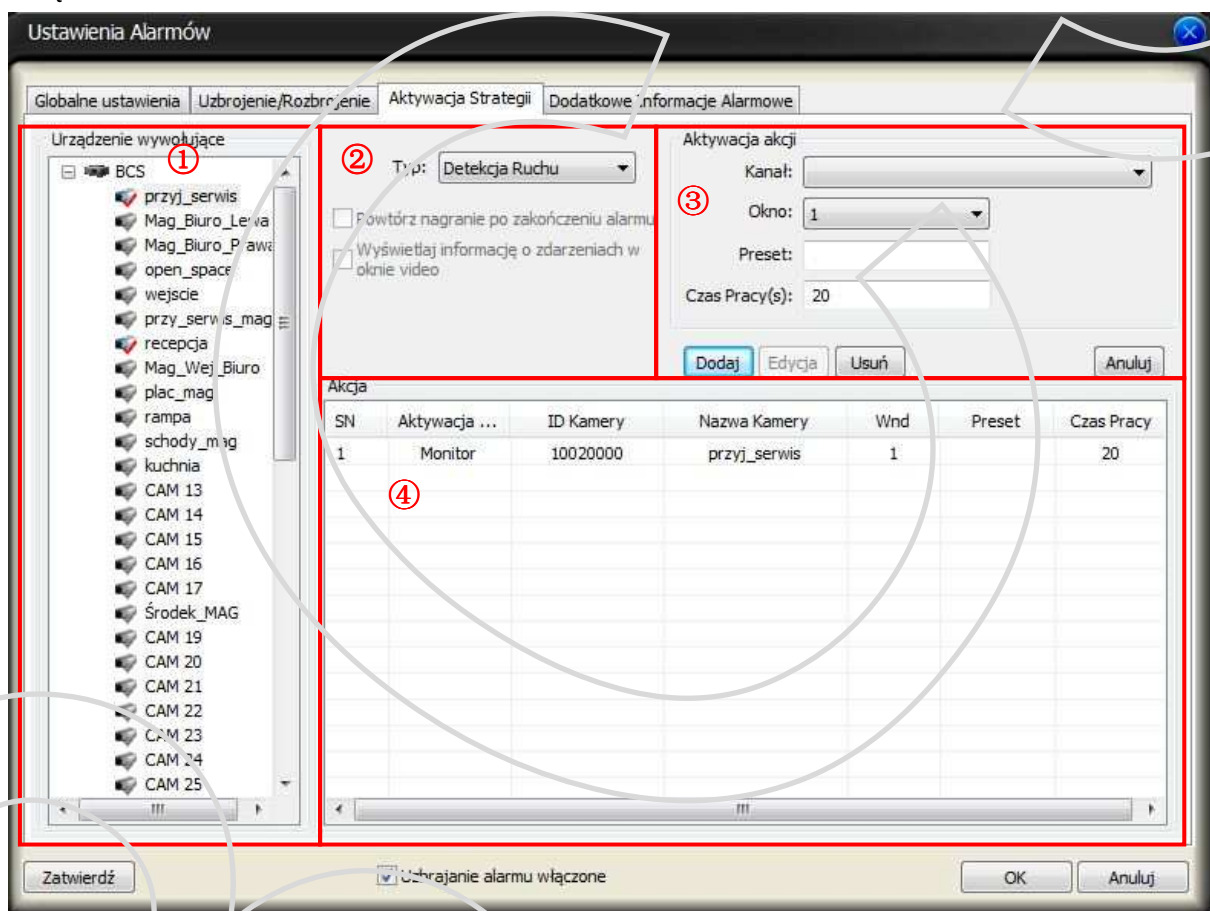 Ustawienia Alarmów
Globalne ustawienia Uzbrojenie/Rozbrojenie Aktywacja Strategii Dodatkowe Informacje Alarmowe
Urządzenie wywołujące
①
BCS
przyj_serwis
Mag_Biuro_Lewa
Mag_Biuro_Prawa
open_space
wejscie
przy_serwis_mag
recepcja
Mag_Wej_Biuro
plac_mag
rampa
schody_mag
kuchnia
CAM 13
CAM 14
CAM 15
CAM 16
CAM 17
Środek_MAG
CAM 19
CAM 20
CAM 21
CAM 22
CAM 23
CAM 24
CAM 25
②
Typ: Detekcja Ruchu
Powtórz nagranie po zakończeniu alarmu
Wyświetlaj informację o zdarzeniach w
oknie video
Aktywacja akcji
③
Kanał:
Okno: 1
Preset:
Czas Pracy(s): 20
Dodaj Edycja Usuń Anuluj
Akcja
SN Aktywacja ... ID Kamery Nazwa Kamery Wnd Preset Czas Pracy
1 Monitor 10020000 przyj_serwis 1 20
④
Zatwierdź Uzbrajanie alarmu włączone OK Anuluj